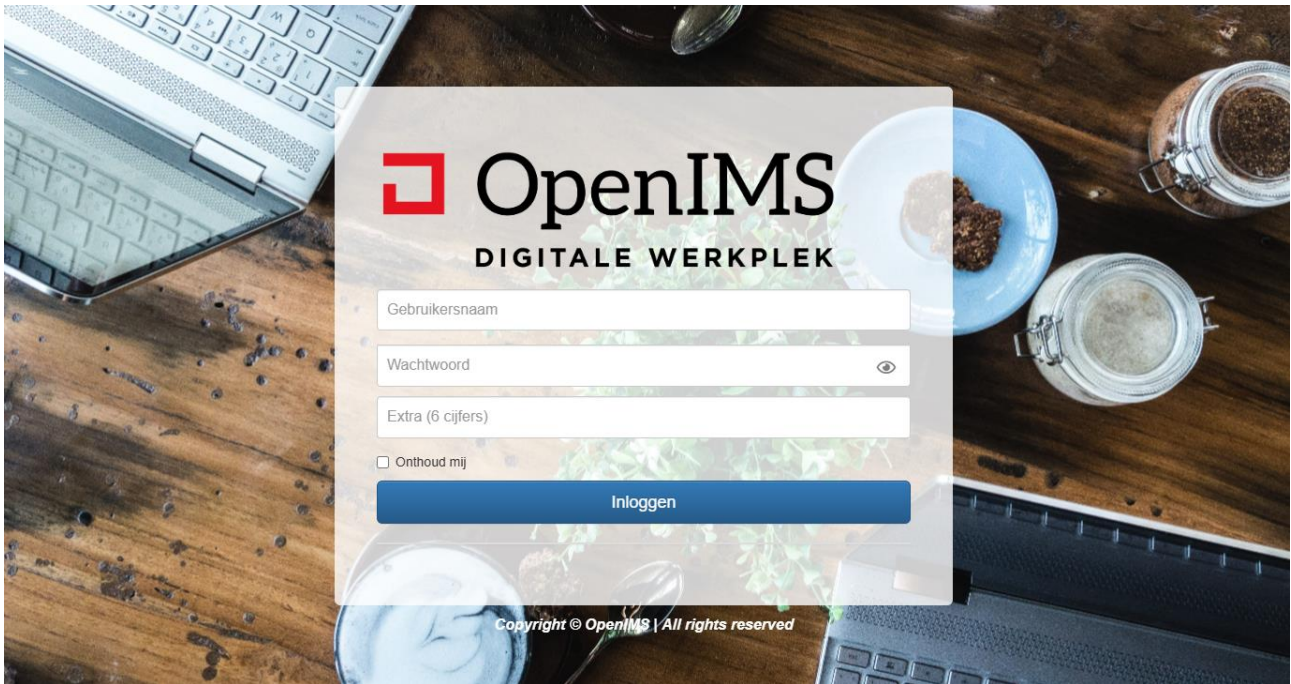 OpenIMS
DIGITALE WERKPLEK
Gebruikersnaam
Wachtwoord
Extra (6 cijfers)
Onthoud mij
Inloggen
Copyright © OpenIMS | All rights reserved